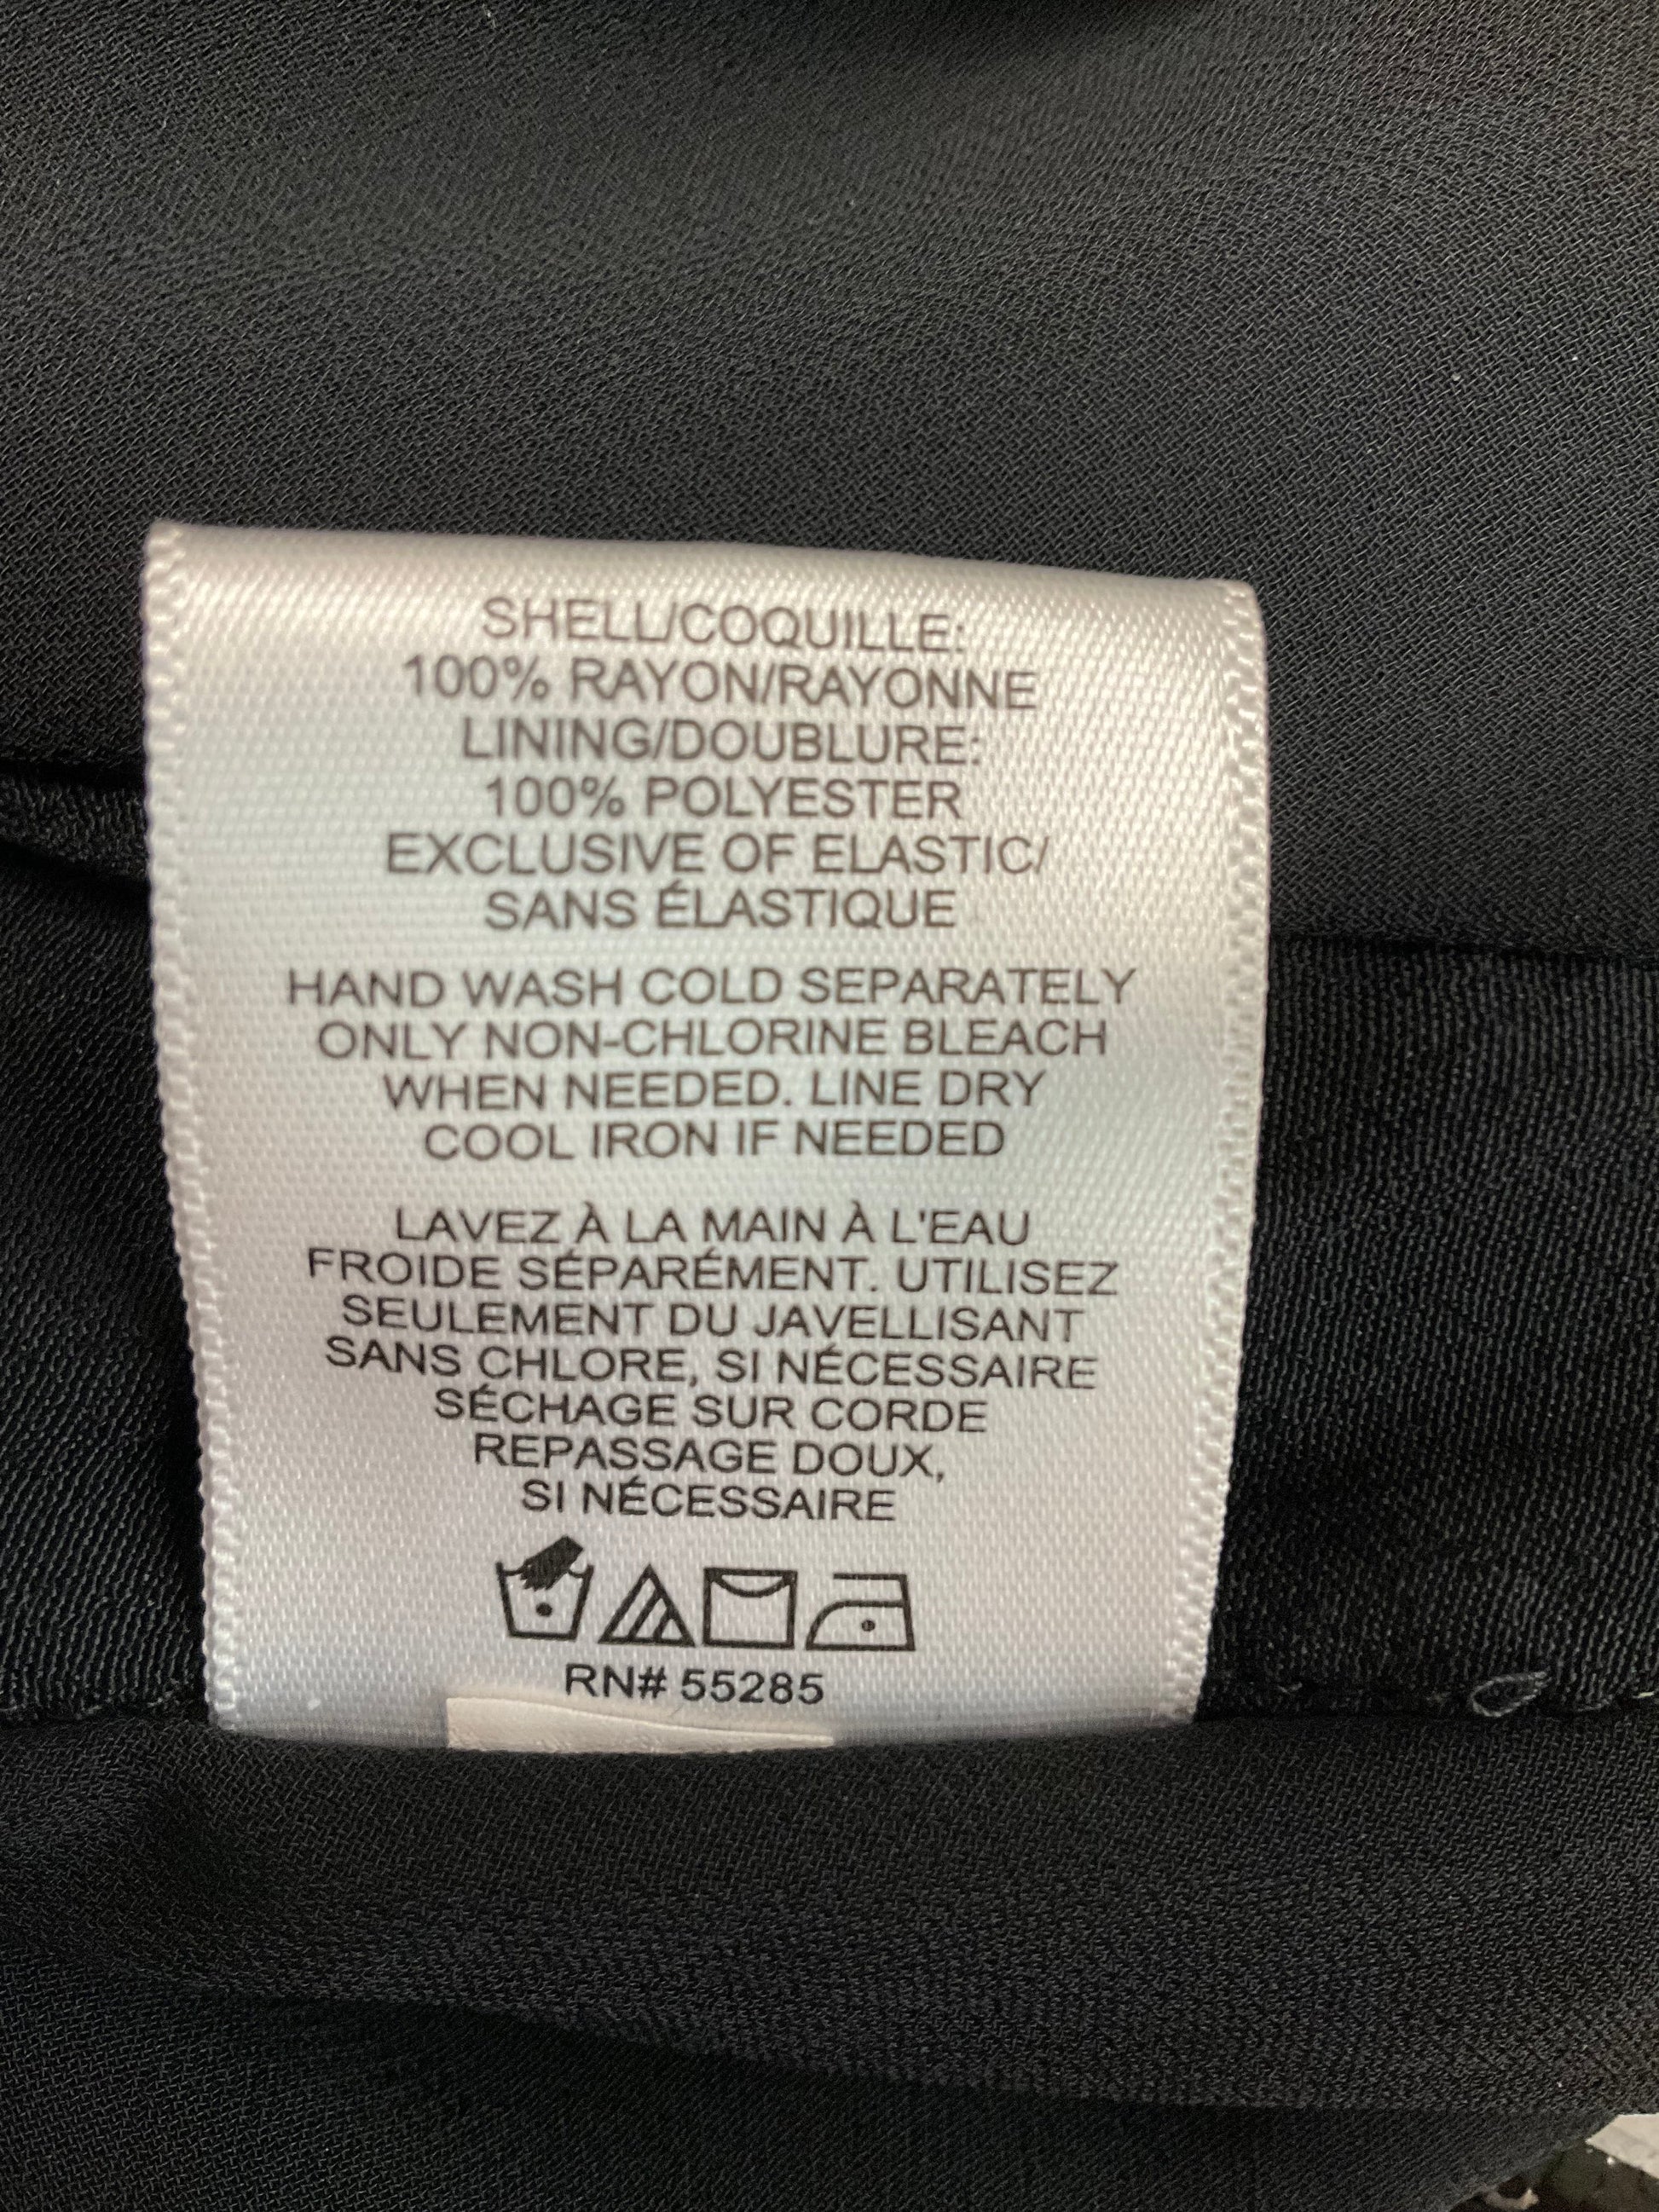 SHELL/COQUILLE:
100% RAYON/RAYONNE
LINING/DOUBLURE:
100% POLYESTER
EXCLUSIVE OF ELASTIC/
SANS ÉLASTIQUE
HAND WASH COLD SEPARATELY
ONLY NON-CHLORINE BLEACH
WHEN NEEDED. LINE DRY
COOL IRON IF NEEDED
LAVEZ À LA MAIN À L'EAU
FROIDE SÉPARÉMENT. UTILISEZ
SEULEMENT DU JAVELLISANT
SANS CHLORE, SI NÉCESSAIRE
SÉCHAGE SUR CORDE
REPASSAGE DOUX,
SI NÉCESSAIRE
RN# 55285